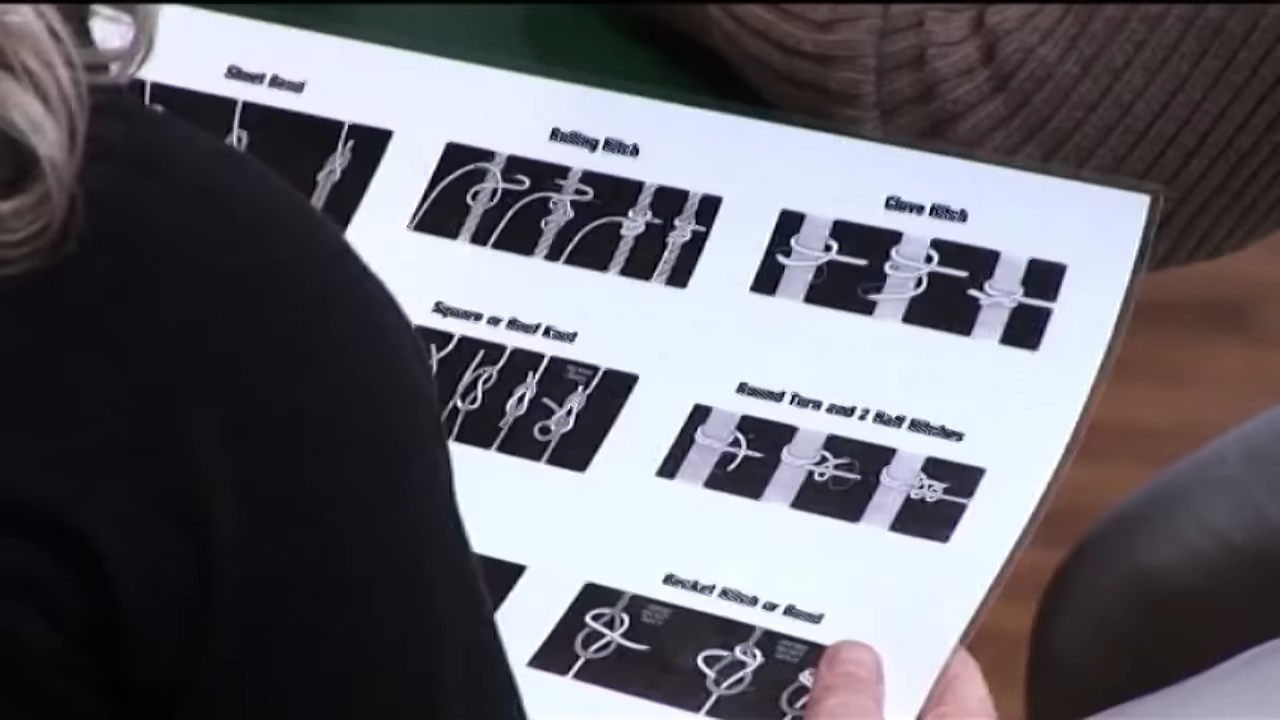 Sheet Bend
Rolling Hitch
Clove Hitch
Square or Reef Knot
Round Turn and 2 Half Hitches
Becket Hitch or Bend